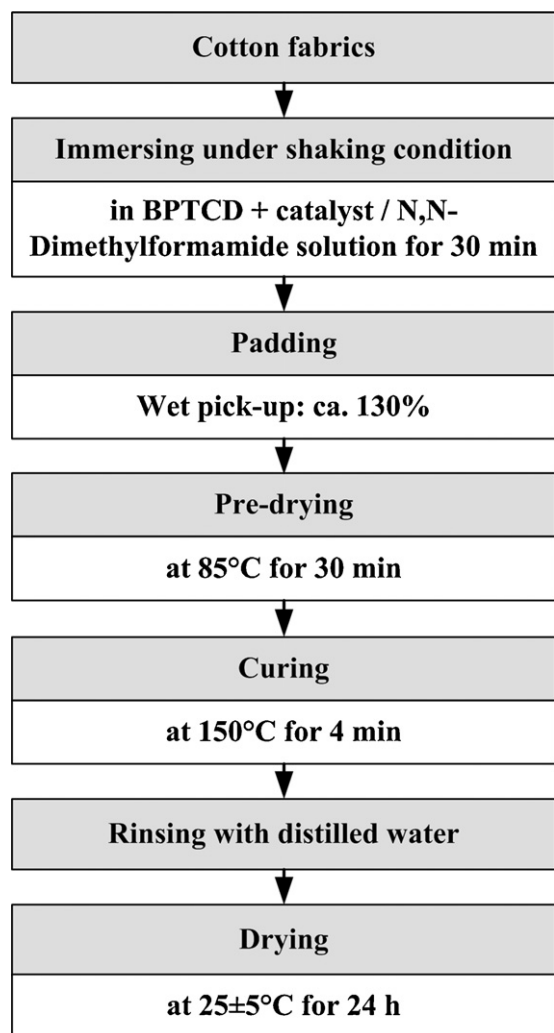 Cotton fabrics
Immersing under shaking condition
in BPTCD + catalyst / N,N-
Dimethylformamide solution for 30 min
Padding
Wet pick-up: ca. 130%
Pre-drying
at 85°C for 30 min
Curing
at 150°C for 4 min
Rinsing with distilled water
Drying
at 25±5°C for 24 h